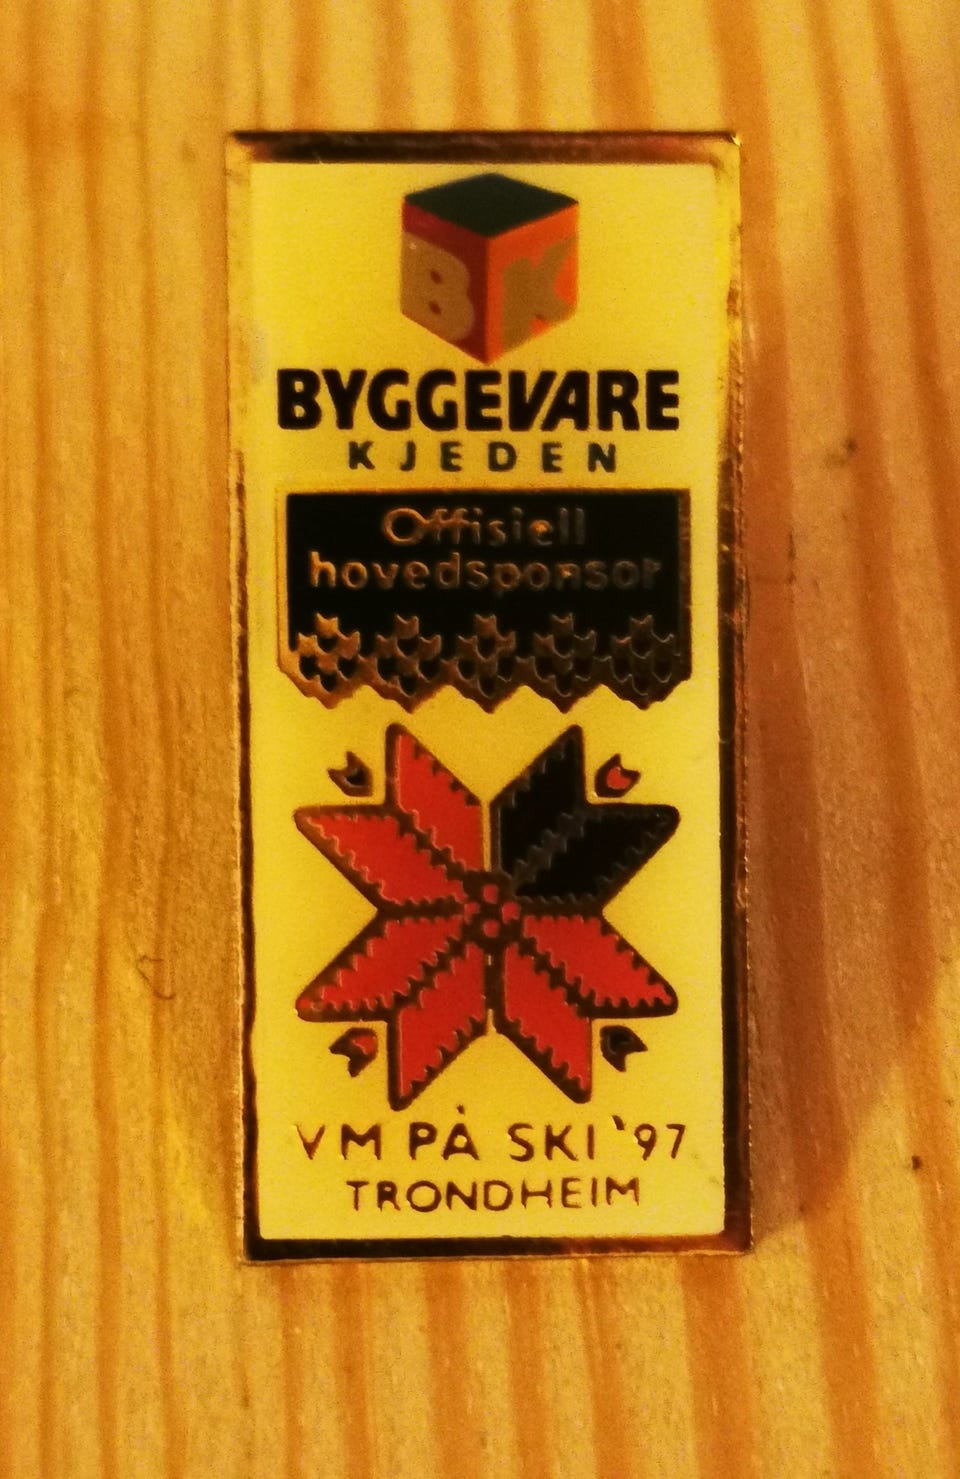 BK
BYGGEVARE
KJEDEN
Offisiell
hovedsponsor
VM PÅ SKI '97
TRONDHEIM